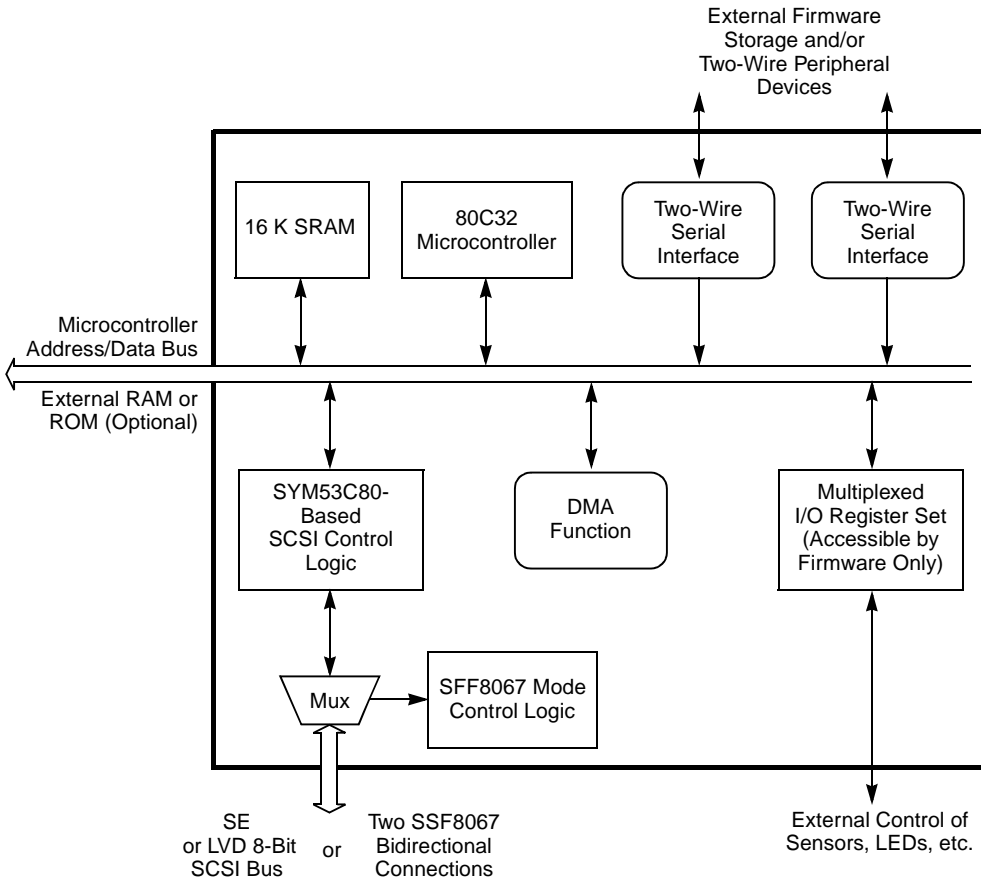 External Firmware
Storage and/or
Two-Wire Peripheral
Devices
16 K SRAM
80C32
Microcontroller
Two-Wire
Serial
Interface
Two-Wire
Serial
Interface
Microcontroller
Address/Data Bus
External RAM or
ROM (Optional)
SYM53C80-
Based
SCSI Control
Logic
DMA
Function
Multiplexed
I/O Register Set
(Accessible by
Firmware Only)
Mux
SFF8067 Mode
Control Logic
SE
or LVD 8-Bit
SCSI Bus
or
Two SSF8067
Bidirectional
Connections
External Control of
Sensors, LEDs, etc.